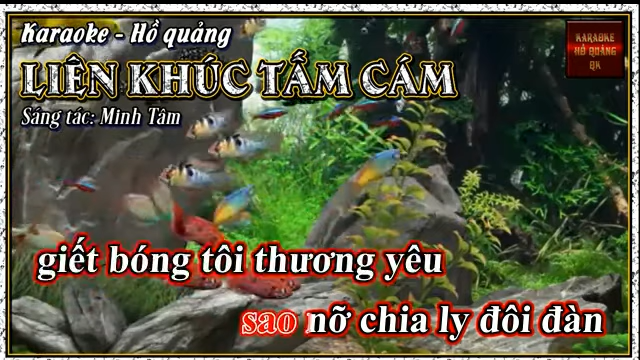 Karaoke - Hồ quảng
LIÊN KHÚC TẤM CÁM
Sáng tác: Minh Tâm
KARAOKE
HỒ QUẢNG
QK
giết bóng tôi thương yêu
sao nỡ chia ly đôi đàn